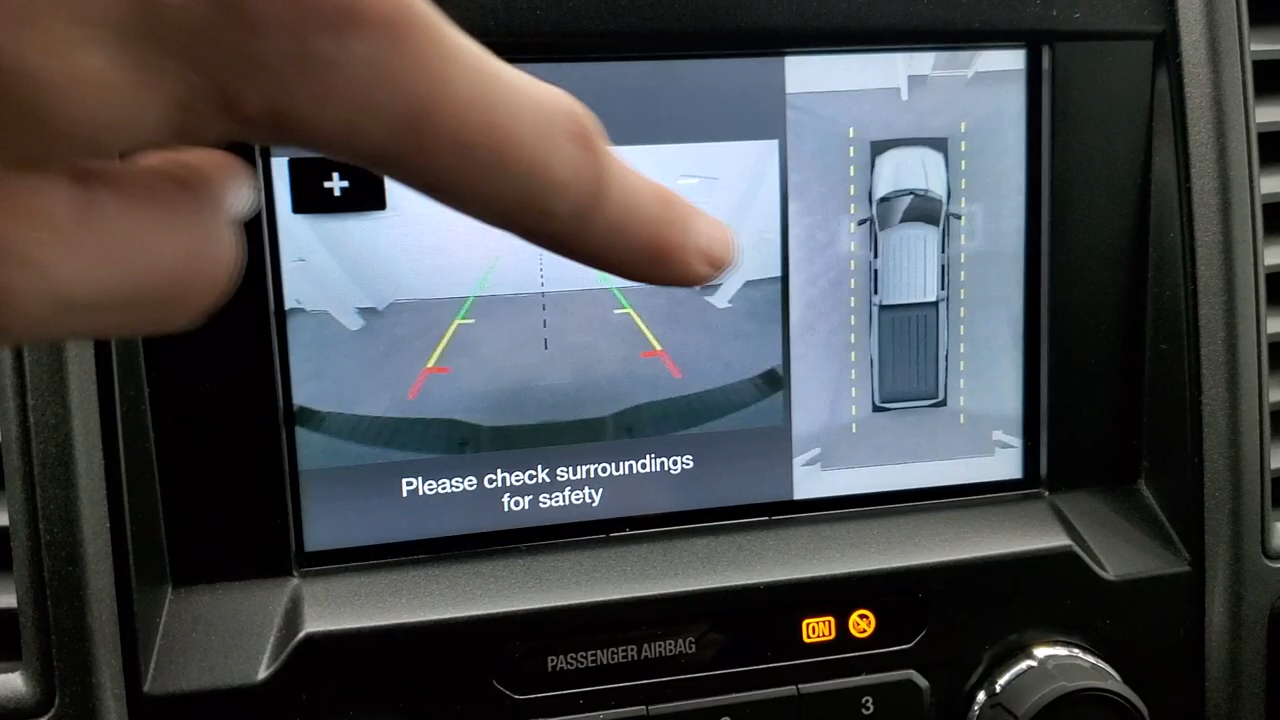 +
Please check surroundings
for safety
PASSENGER AIRBAG
ON
3